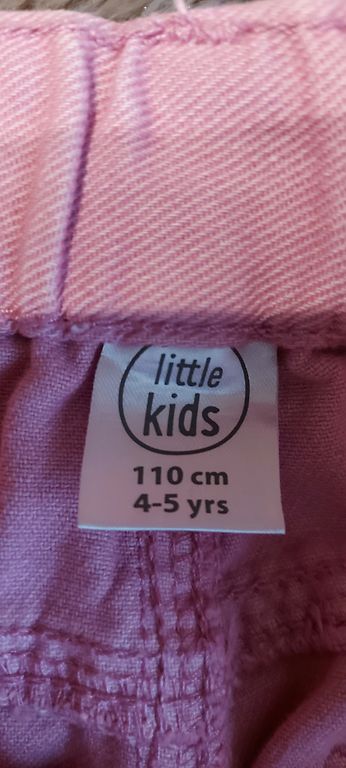 little
kids
110 cm
4-5 yrs